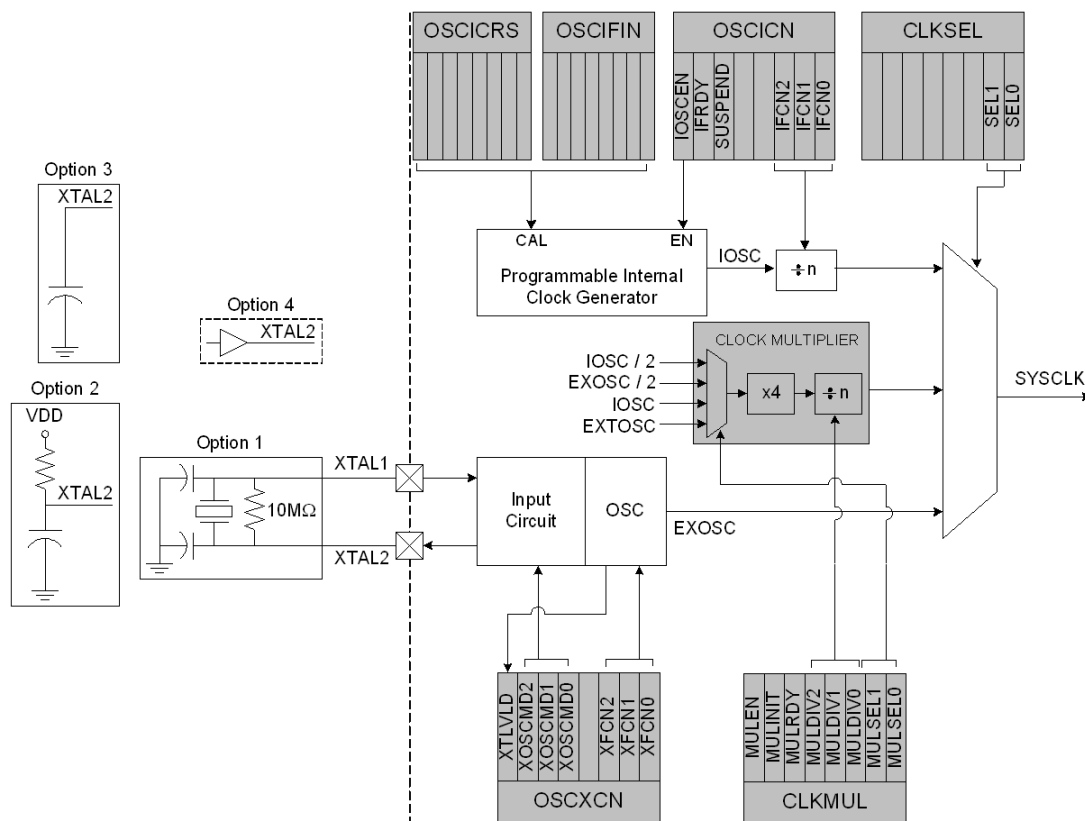 OSCICRS
OSCIFIN
OSCICN
CLKSEL
IOSCEN
IFRDY
SUSPEND
IFCN2
IFCN1
IFCN0
SEL1
SEL0
Option 3
XTAL2
CAL
EN
Programmable Internal
Clock Generator
IOSC
÷ n
Option 4
XTAL2
CLOCK MULTIPLIER
IOSC / 2
EXOSC / 2
IOSC
EXTOSC
x4
÷ n
SYSCLK
Option 2
VDD
XTAL2
Option 1
10MΩ
XTAL1
XTAL2
Input
Circuit
OSC
EXOSC
XTLVLD
XOSCMD2
XOSCMD1
XOSCMD0
XFCN2
XFCN1
XFCN0
OSCXCN
MULEN
MULINIT
MULRDY
MULDIV2
MULDIV1
MULDIV0
MULSEL1
MULSEL0
CLKMUL